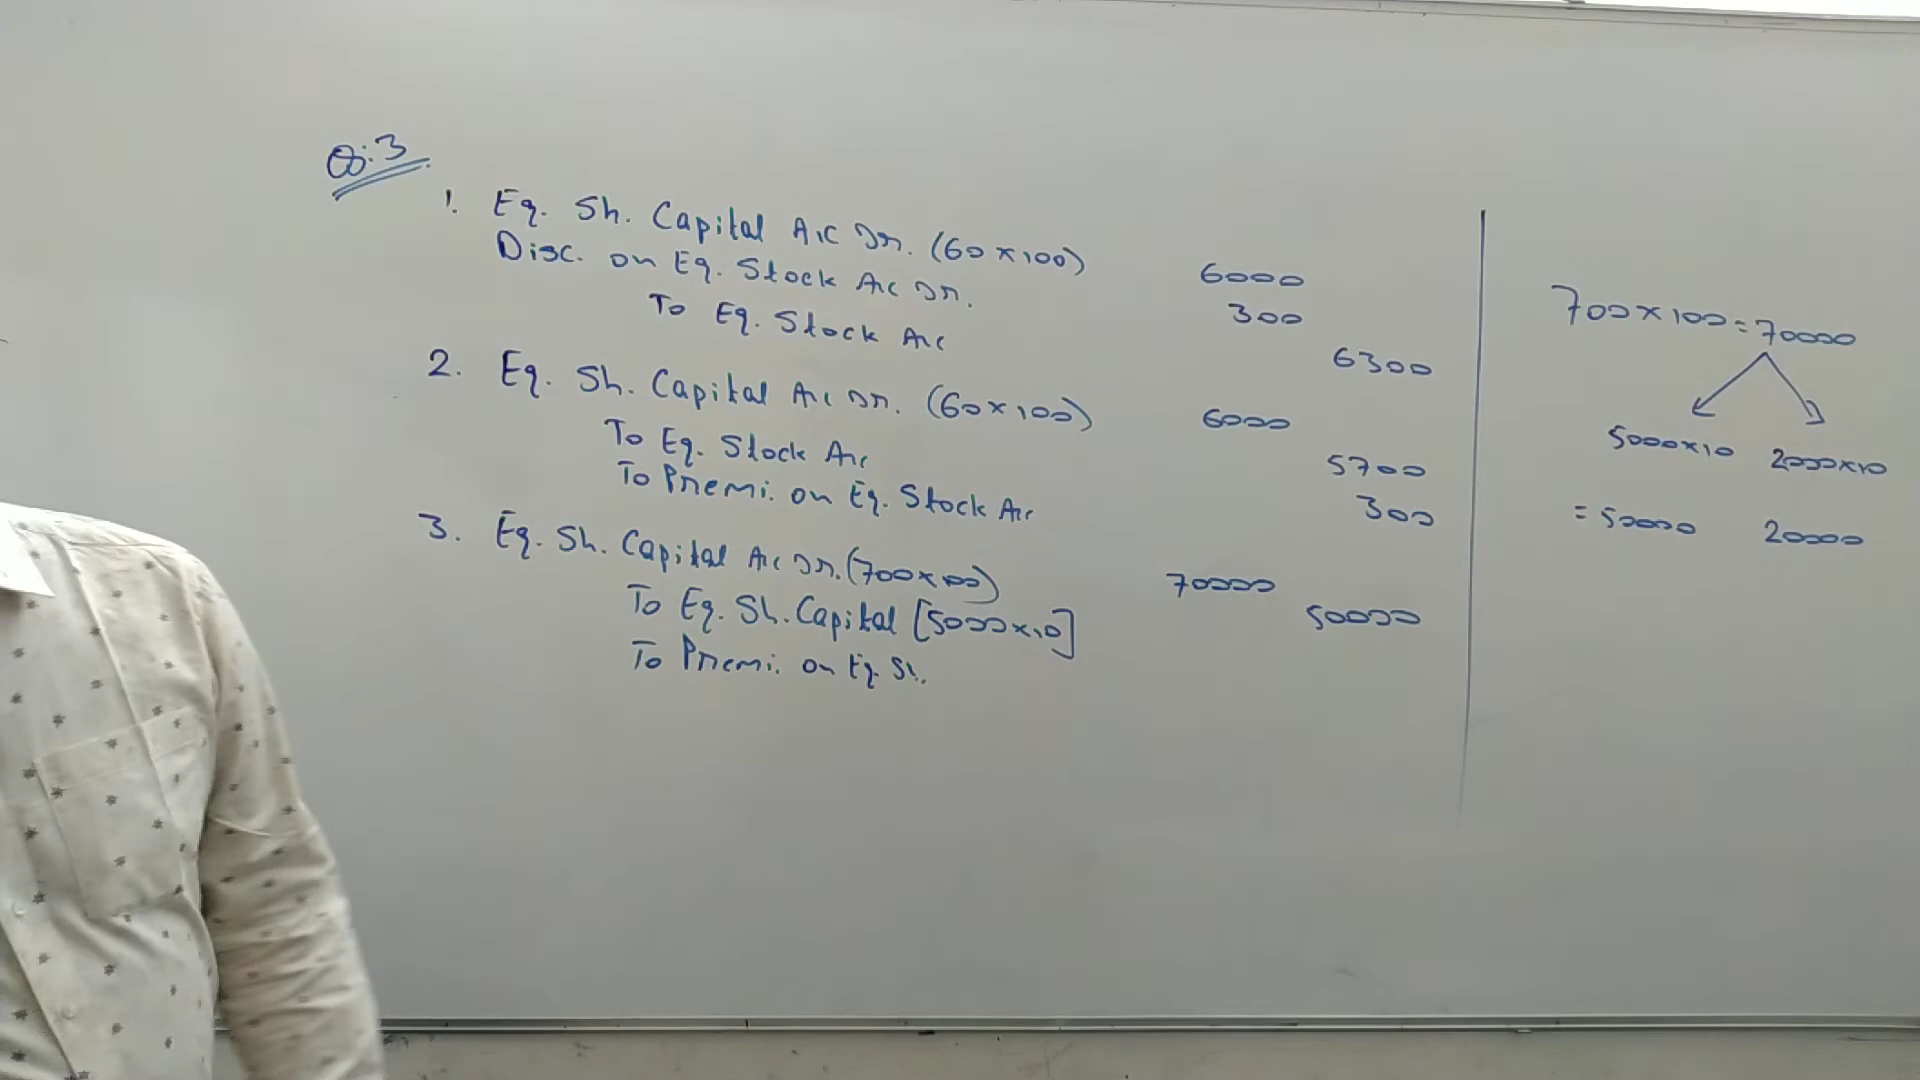 Q:3
1. Eq. Sh. Capital A/c Dr. (60×100) 6000
Disc. on Eq. Stock A/c Dr. 300
To Eq. Stock A/c 6300
2. Eq. Sh. Capital A/c Dr. (60×100) 6000
To Eq. Stock A/c 5700
To Premi. on Eq. Stock A/c 300
3. Eq. Sh. Capital A/c Dr. (700×100) 70000
To Eq. Sh. Capital [5000×10] 50000
To Premi. on Eq. Sh.
700×100=70000
5000×10 2000×10
=50000 20000